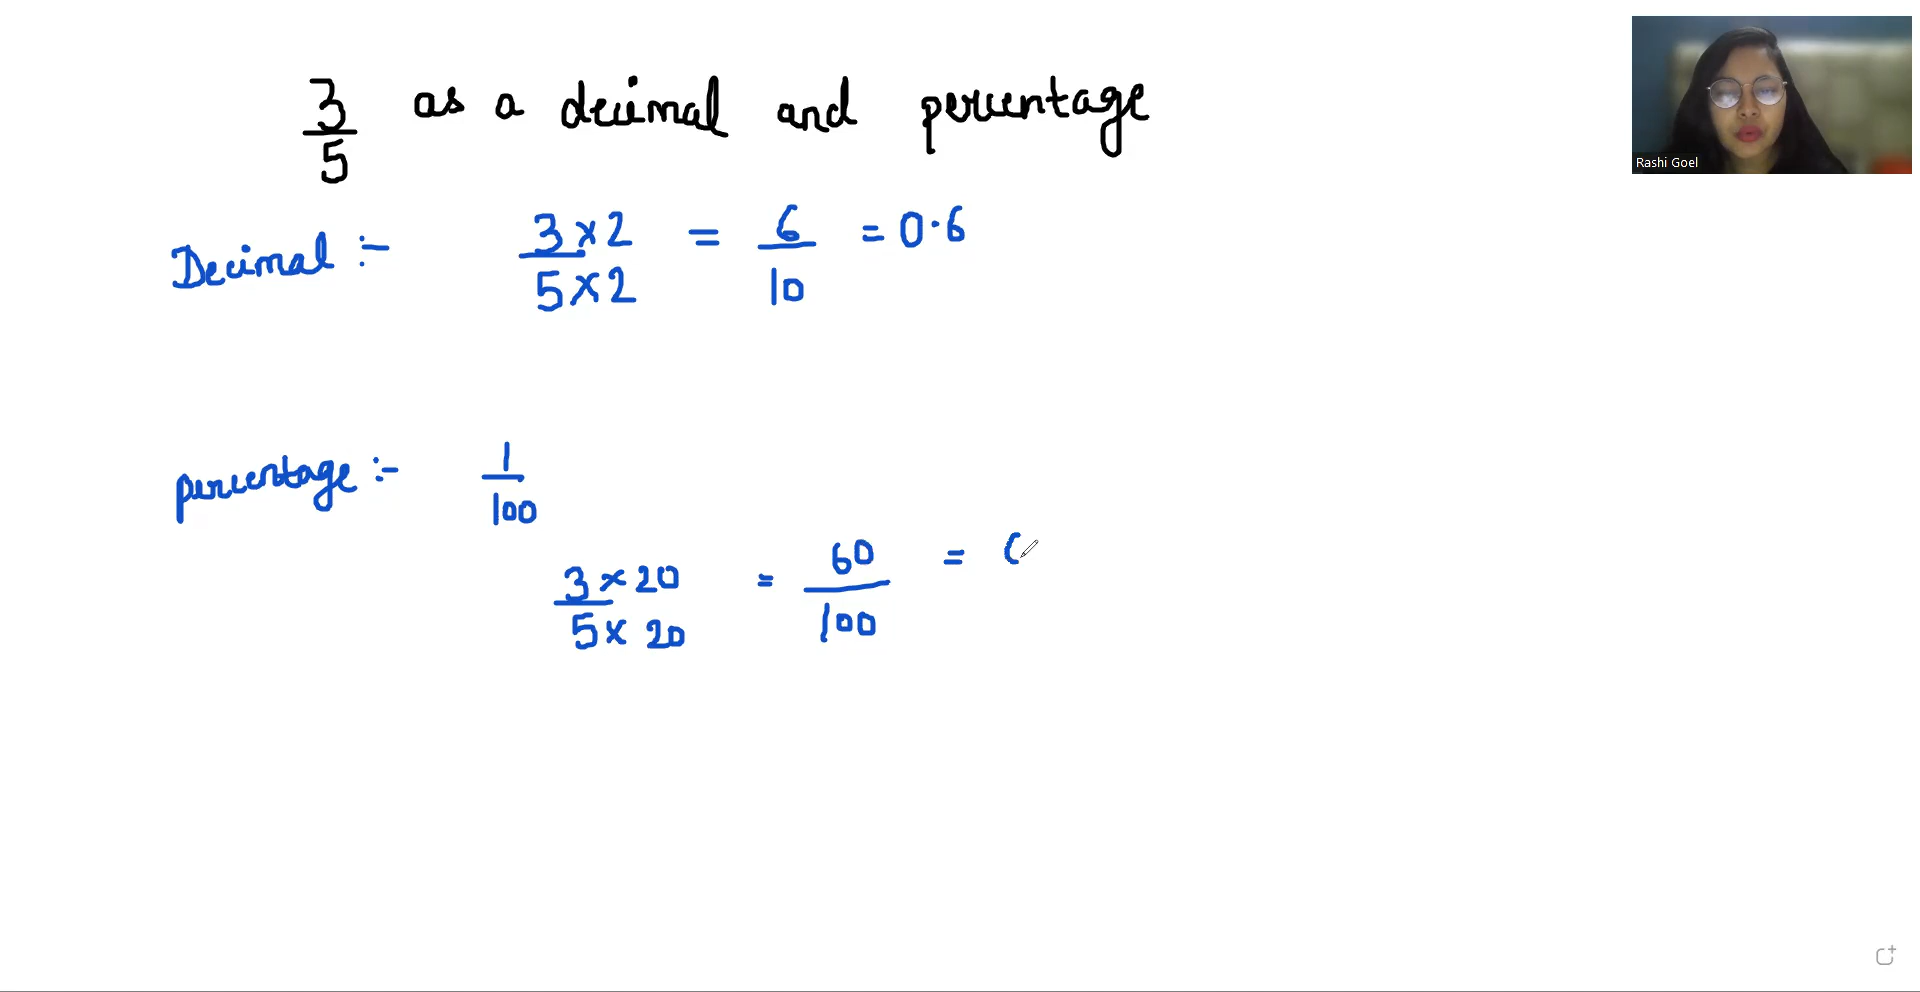 3/5 as a decimal and percentage
Rashi Goel
Decimal :- 3×2/5×2 = 6/10 = 0.6
percentage :- 1/100
3×20/5×20 = 60/100 =